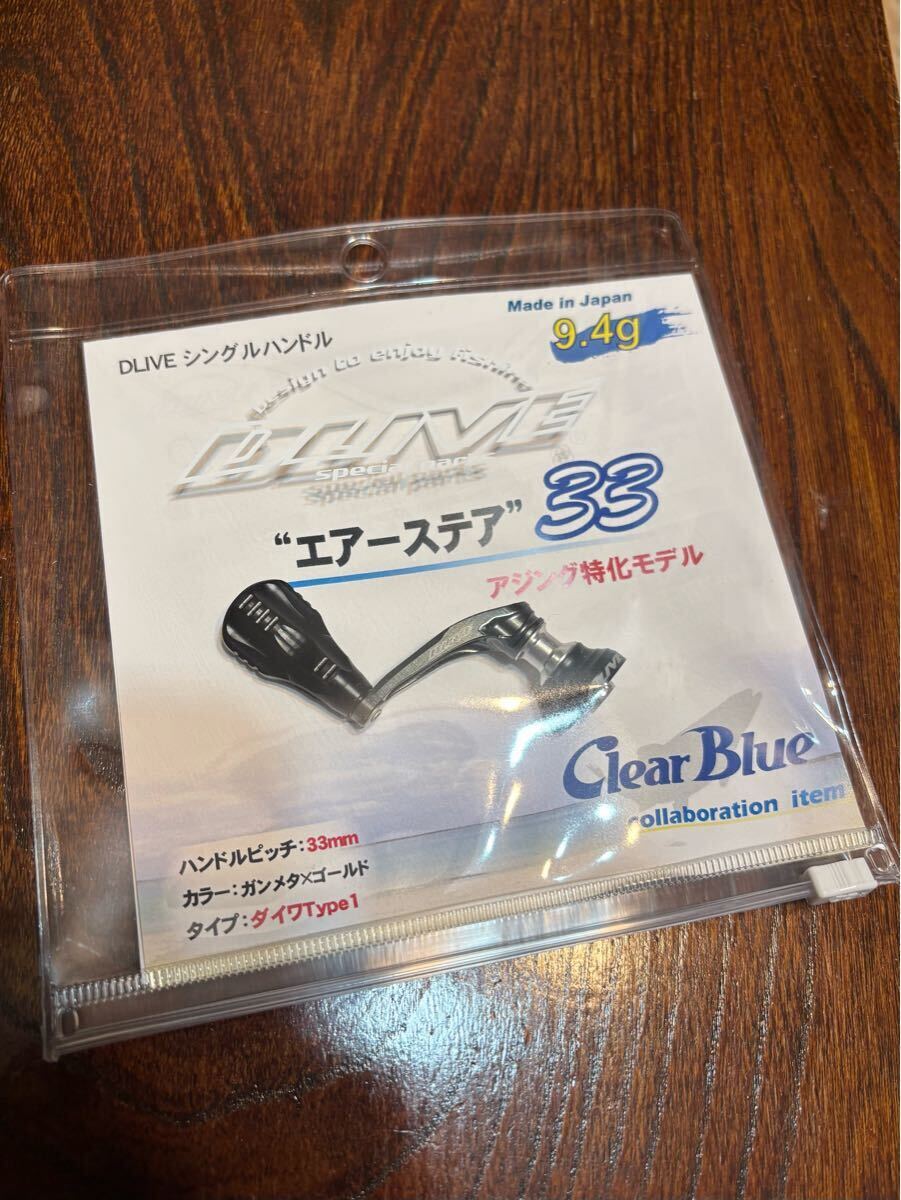 Made in Japan
9.4g
DLIVE シングルハンドル
Design to enjoy fishing
DLIVE
special parts
"エアーステア" 33
アジング特化モデル
Clear Blue
collaboration item
ハンドルピッチ:33mm
カラー:ガンメタ×ゴールド
タイプ:ダイワType1